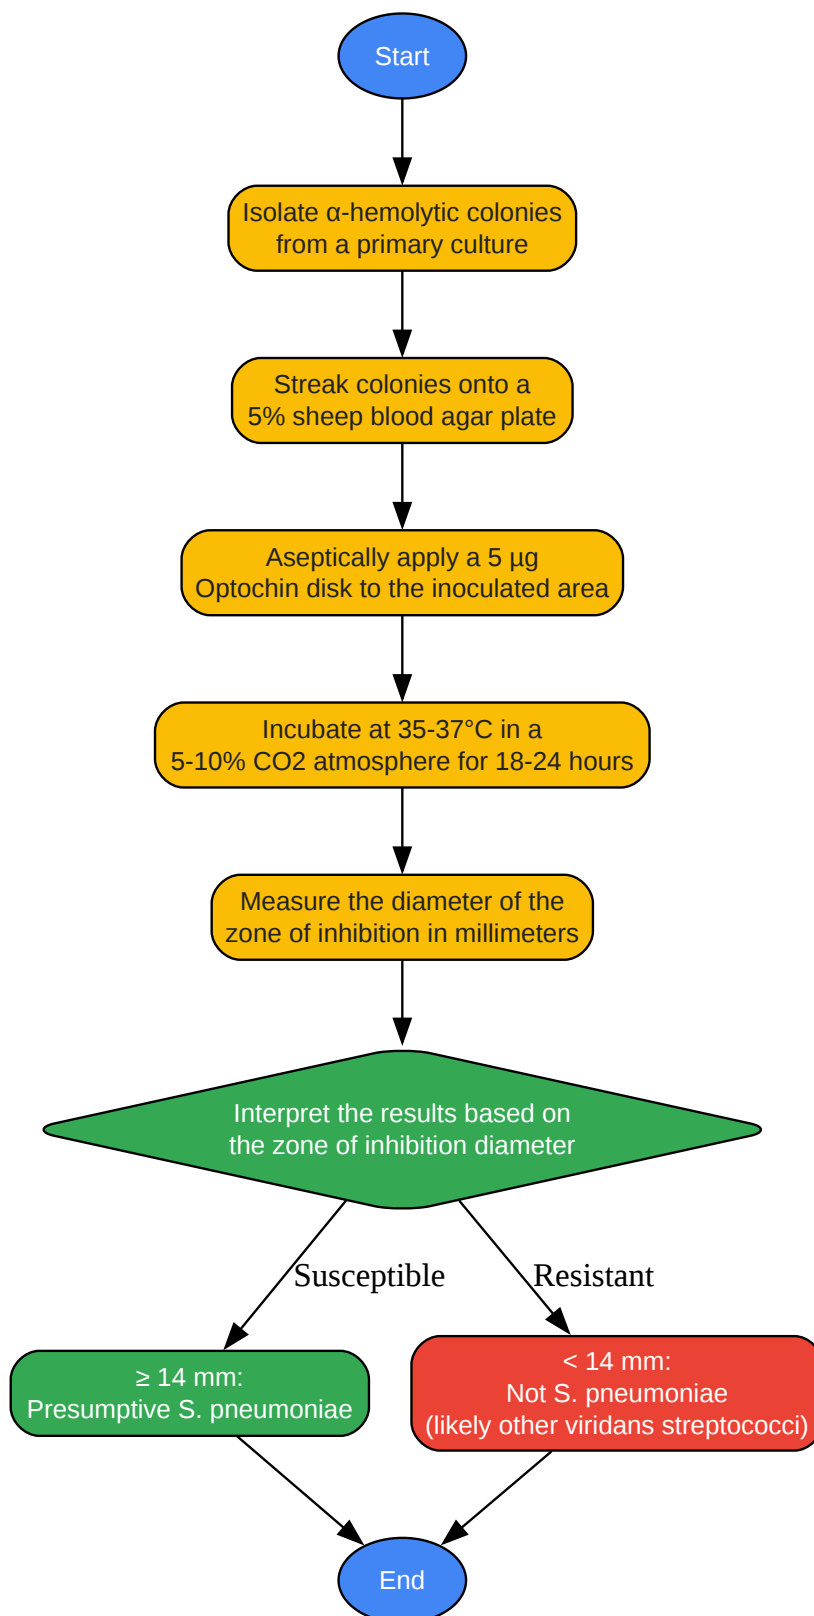 Start
Isolate α-hemolytic colonies
from a primary culture
Streak colonies onto a
5% sheep blood agar plate
Aseptically apply a 5 µg
Optochin disk to the inoculated area
Incubate at 35-37°C in a
5-10% CO2 atmosphere for 18-24 hours
Measure the diameter of the
zone of inhibition in millimeters
Interpret the results based on
the zone of inhibition diameter
Susceptible
Resistant
≥ 14 mm:
Presumptive S. pneumoniae
< 14 mm:
Not S. pneumoniae
(likely other viridans streptococci)
End